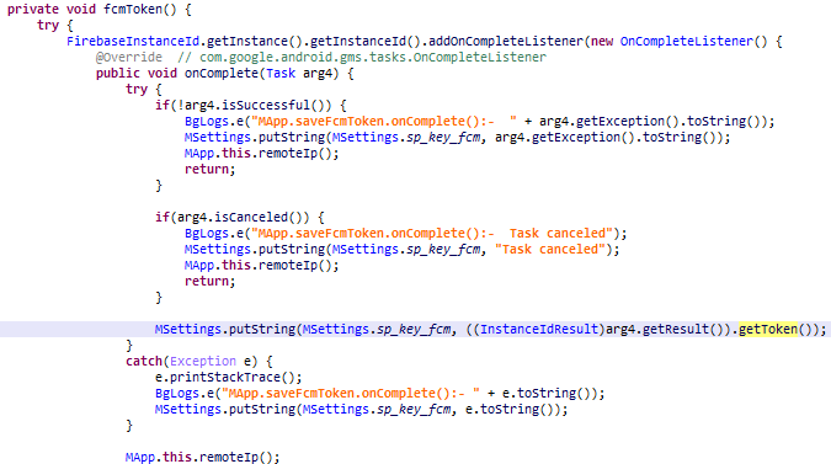 private void fcmToken() {
try {
FirebaseInstanceId.getInstance().getInstanceId().addOnCompleteListener(new OnCompleteListener() {
@Override  // com.google.android.gms.tasks.OnCompleteListener
public void onComplete(Task arg4) {
try {
if(!arg4.isSuccessful()) {
BgLogs.e("MApp.saveFcmToken.onComplete():-  " + arg4.getException().toString());
MSettings.putString(MSettings.sp_key_fcm, arg4.getException().toString());
MApp.this.remoteIp();
return;
}
if(arg4.isCanceled()) {
BgLogs.e("MApp.saveFcmToken.onComplete():-  Task canceled");
MSettings.putString(MSettings.sp_key_fcm, "Task canceled");
MApp.this.remoteIp();
return;
}
MSettings.putString(MSettings.sp_key_fcm, ((InstanceIdResult)arg4.getResult()).getToken());
}
catch(Exception e) {
e.printStackTrace();
BgLogs.e("MApp.saveFcmToken.onComplete():- " + e.toString());
MSettings.putString(MSettings.sp_key_fcm, e.toString());
}
MApp.this.remoteIp();